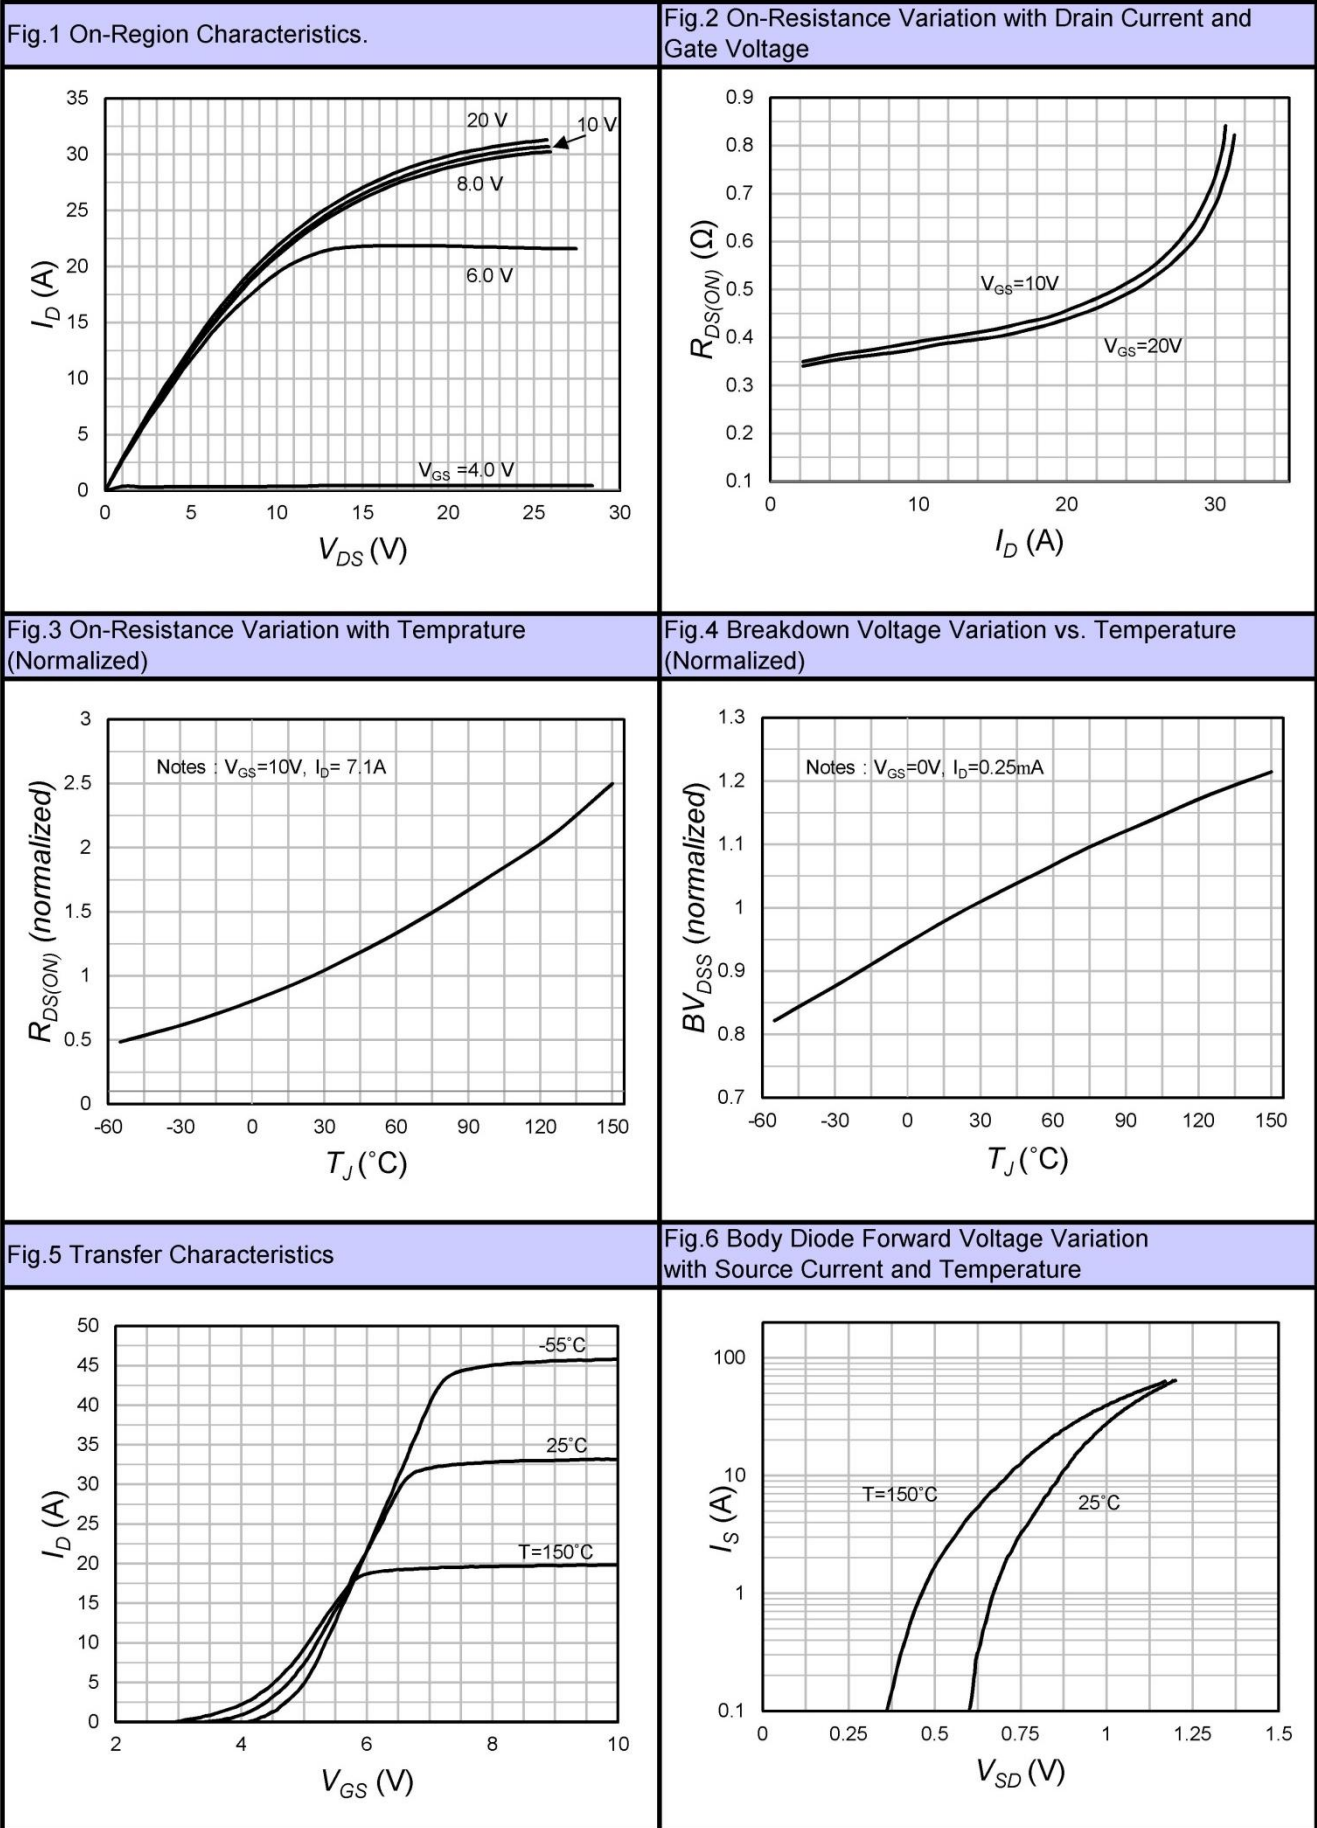 Fig.1 On-Region Characteristics.
Fig.2 On-Resistance Variation with Drain Current and
Gate Voltage
35
30
25
20
15
10
5
0
I_D (A)
20 V
10 V
8.0 V
6.0 V
V_GS =4.0 V
0 5 10 15 20 25 30
V_DS (V)
0.9
0.8
0.7
0.6
0.5
0.4
0.3
0.2
0.1
R_DS(ON) (Ω)
V_GS=10V
V_GS=20V
0 10 20 30
I_D (A)
Fig.3 On-Resistance Variation with Temprature
(Normalized)
Fig.4 Breakdown Voltage Variation vs. Temperature
(Normalized)
3
2.5
2
1.5
1
0.5
0
R_DS(ON) (normalized)
Notes : V_GS=10V, I_D= 7.1A
-60 -30 0 30 60 90 120 150
T_J (°C)
1.3
1.2
1.1
1
0.9
0.8
0.7
BV_DSS (normalized)
Notes : V_GS=0V, I_D=0.25mA
-60 -30 0 30 60 90 120 150
T_J (°C)
Fig.5 Transfer Characteristics
Fig.6 Body Diode Forward Voltage Variation
with Source Current and Temperature
50
45
40
35
30
25
20
15
10
5
0
I_D (A)
-55°C
25°C
T=150°C
2 4 6 8 10
V_GS (V)
100
10
1
0.1
I_S (A)
T=150°C
25°C
0 0.25 0.5 0.75 1 1.25 1.5
V_SD (V)